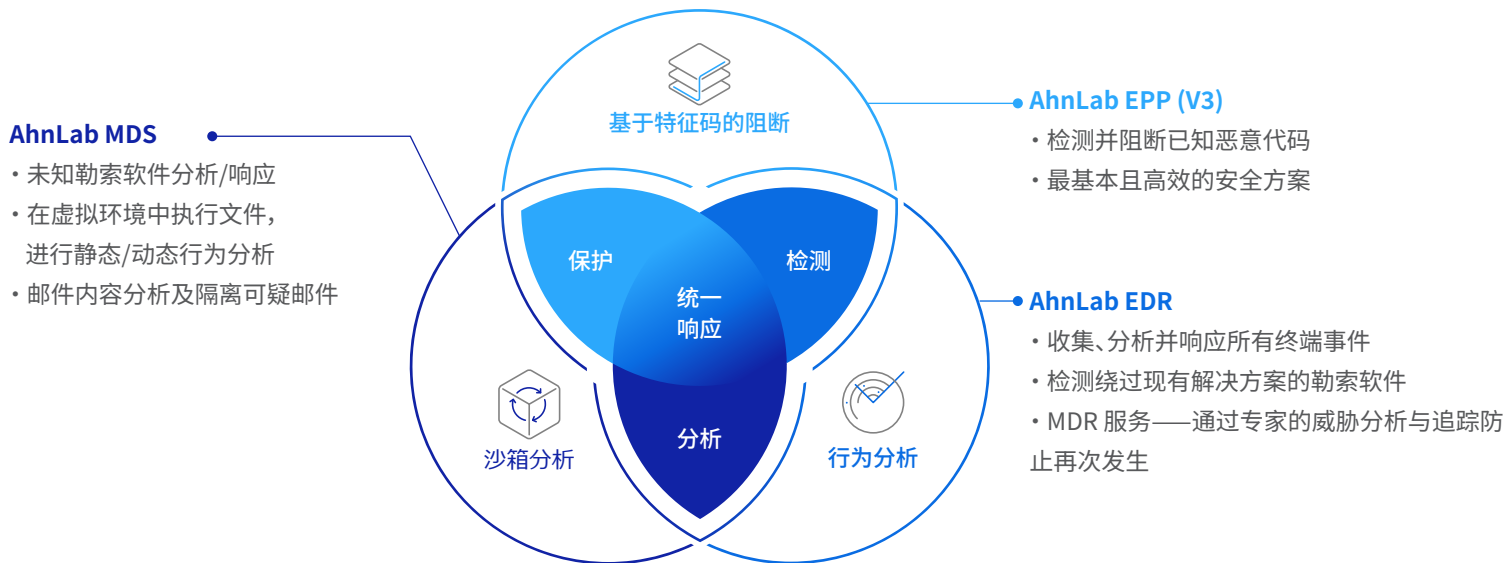 基于特征码的阻断
AhnLab MDS
・未知勒索软件分析/响应
・在虚拟环境中执行文件，
进行静态/动态行为分析
・邮件内容分析及隔离可疑邮件
AhnLab EPP (V3)
・检测并阻断已知恶意代码
・最基本且高效的安全方案
保护
检测
统一
响应
分析
沙箱分析
行为分析
AhnLab EDR
・收集、分析并响应所有终端事件
・检测绕过现有解决方案的勒索软件
・MDR 服务——通过专家的威胁分析与追踪防
止再次发生